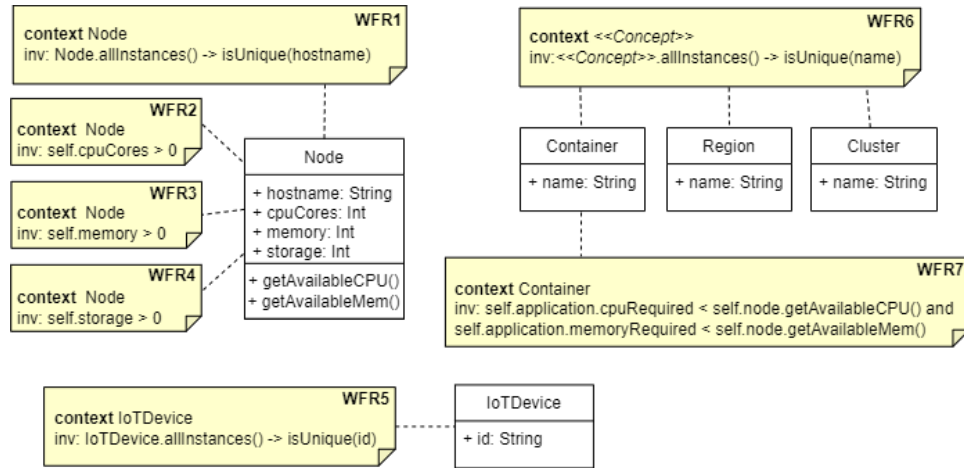 WFR1
context Node
inv: Node.allInstances() -> isUnique(hostname)
WFR2
context Node
inv: self.cpuCores > 0
WFR3
context Node
inv: self.memory > 0
WFR4
context Node
inv: self.storage > 0
Node
+ hostname: String
+ cpuCores: Int
+ memory: Int
+ storage: Int
+ getAvailableCPU()
+ getAvailableMem()
WFR6
context <<Concept>>
inv:<<Concept>>.allInstances() -> isUnique(name)
Container
+ name: String
Region
+ name: String
Cluster
+ name: String
WFR7
context Container
inv: self.application.cpuRequired < self.node.getAvailableCPU() and
self.application.memoryRequired < self.node.getAvailableMem()
WFR5
context IoTDevice
inv: IoTDevice.allInstances() -> isUnique(id)
IoTDevice
+ id: String